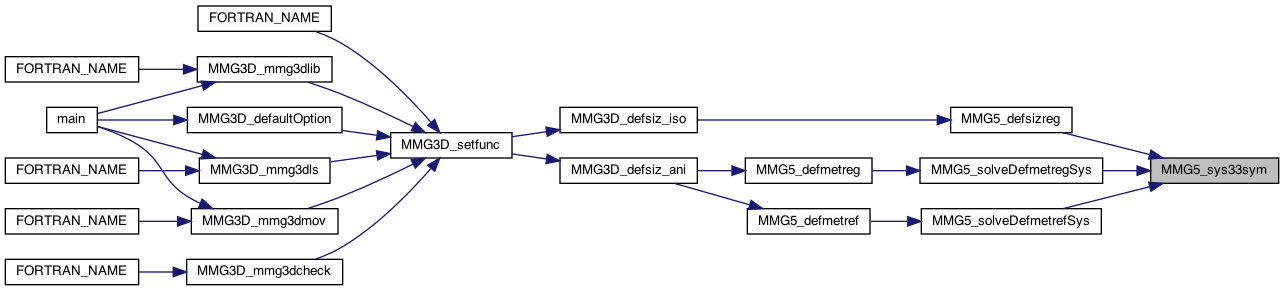 FORTRAN_NAME
FORTRAN_NAME
MMG3D_mmg3dlib
main
MMG3D_defaultOption
MMG3D_setfunc
MMG3D_defsiz_iso
MMG5_defsizreg
FORTRAN_NAME
MMG3D_mmg3dls
MMG3D_defsiz_ani
MMG5_defmetreg
MMG5_solveDefmetregSys
MMG5_sys33sym
FORTRAN_NAME
MMG3D_mmg3dmov
MMG5_defmetref
MMG5_solveDefmetrefSys
FORTRAN_NAME
MMG3D_mmg3dcheck